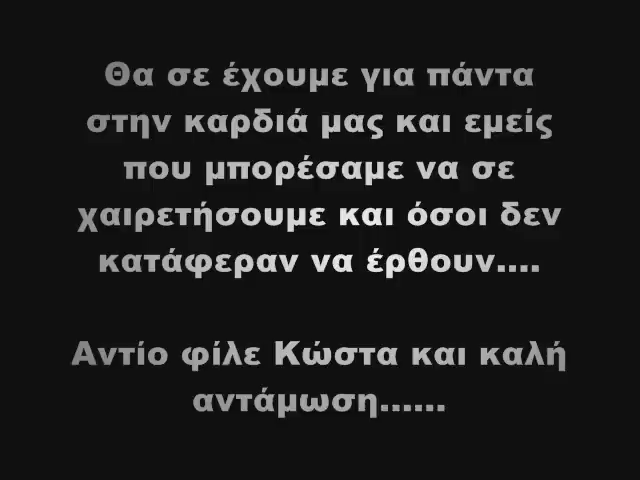 Θα σε έχουμε για πάντα
στην καρδιά μας και εμείς
που μπορέσαμε να σε
χαιρετήσουμε και όσοι δεν
κατάφεραν να έρθουν....
Αντίο φίλε Κώστα και καλή
αντάμωση......